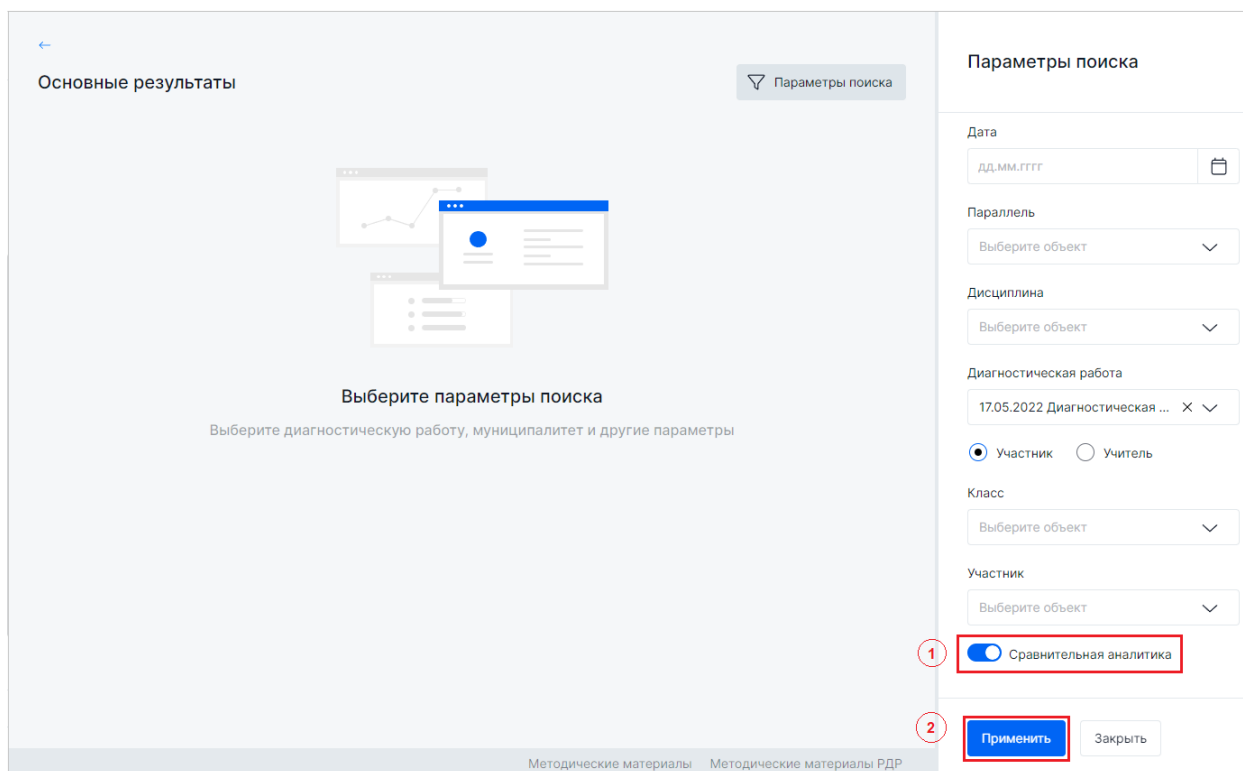 ←
Основные результаты
Параметры поиска
Выберите параметры поиска
Выберите диагностическую работу, муниципалитет и другие параметры
Методические материалы Методические материалы РДР
Параметры поиска
Дата
дд.мм.гггг
Параллель
Выберите объект
Дисциплина
Выберите объект
Диагностическая работа
17.05.2022 Диагностическая ...
Участник Учитель
Класс
Выберите объект
Участник
Выберите объект
1 Сравнительная аналитика
2 Применить Закрыть